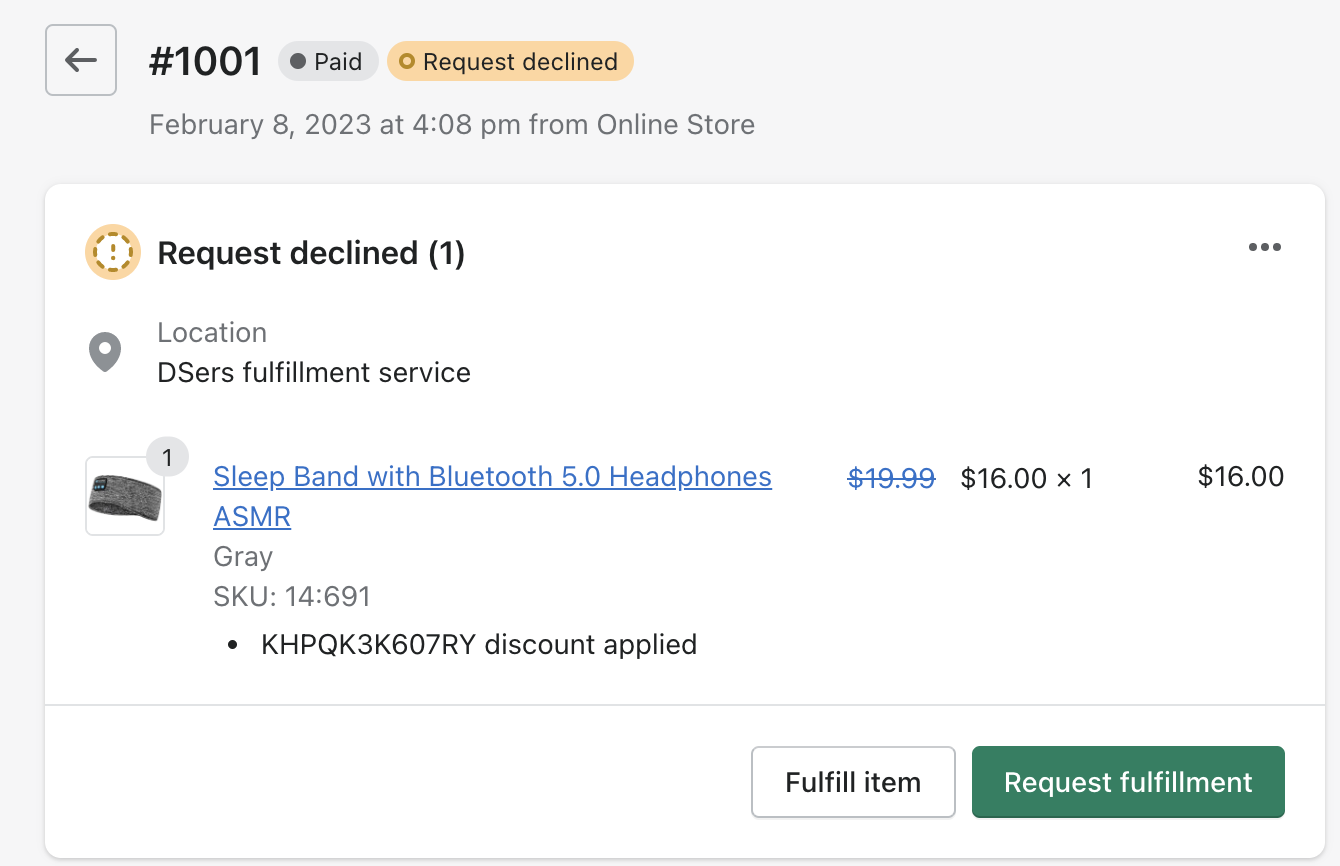 #1001 Paid Request declined
February 8, 2023 at 4:08 pm from Online Store
Request declined (1)
Location
DSers fulfillment service
1
Sleep Band with Bluetooth 5.0 Headphones $19.99 $16.00 × 1 $16.00
ASMR
Gray
SKU: 14:691
• KHPQK3K607RY discount applied
Fulfill item Request fulfillment